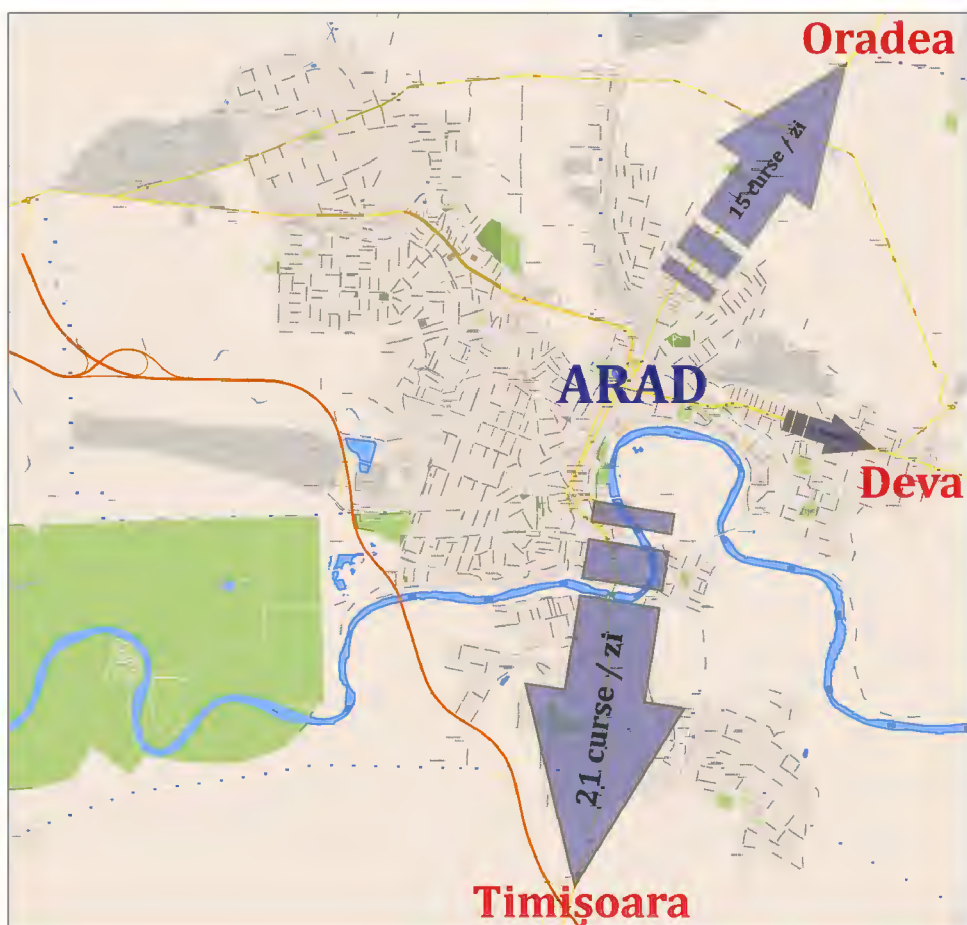 Oradea
15 curse / zi
ARAD
Deva
21 curse / zi
Timișoara